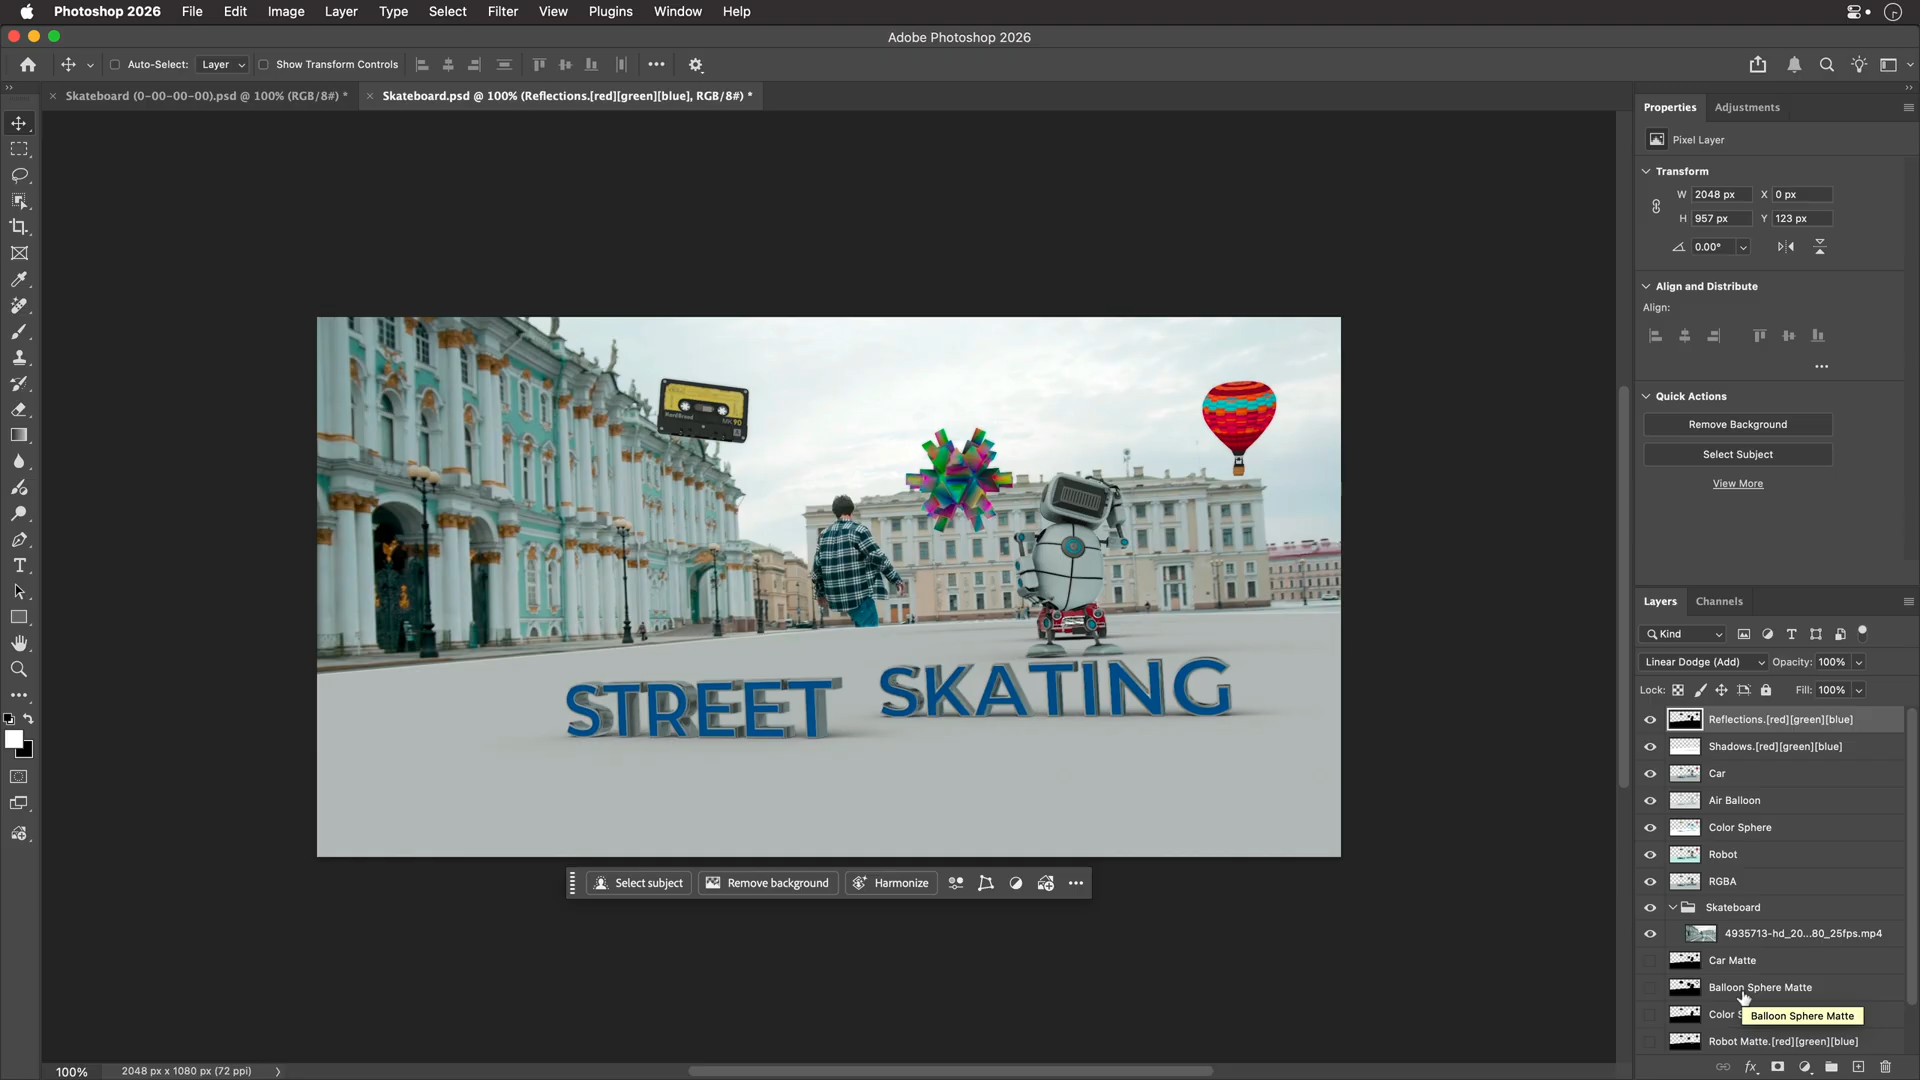 Photoshop 2026 File Edit Image Layer Type Select Filter View Plugins Window Help
Adobe Photoshop 2026
Auto-Select: Layer Show Transform Controls
Skateboard (0-00-00-00).psd @ 100% (RGB/8#) *
Skateboard.psd @ 100% (Reflections.[red][green][blue], RGB/8#) *
Properties Adjustments
Pixel Layer
Transform
W 2048 px X 0 px
H 957 px Y 123 px
0.00°
Align and Distribute
Align:
Quick Actions
Remove Background
Select Subject
View More
MK 90
STREET SKATING
Select subject Remove background Harmonize
Layers Channels
Kind
Linear Dodge (Add) Opacity: 100%
Lock: Fill: 100%
Reflections.[red][green][blue]
Shadows.[red][green][blue]
Car
Air Balloon
Color Sphere
Robot
RGBA
Skateboard
4935713-hd_20...80_25fps.mp4
Car Matte
Balloon Sphere Matte
Color S
Balloon Sphere Matte
Robot Matte.[red][green][blue]
fx
100% 2048 px x 1080 px (72 ppi)